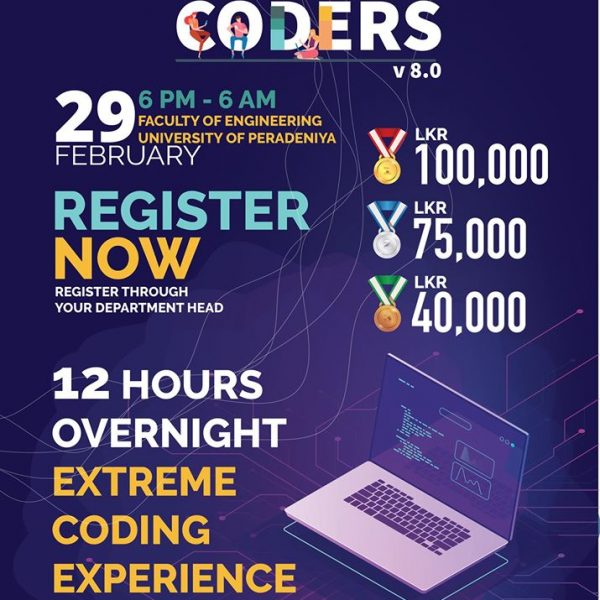 CODERS
v 8.0
29
FEBRUARY
6 PM - 6 AM
FACULTY OF ENGINEERING
UNIVERSITY OF PERADENIYA
REGISTER
NOW
REGISTER THROUGH
YOUR DEPARTMENT HEAD
LKR
100,000
LKR
75,000
LKR
40,000
12 HOURS
OVERNIGHT
EXTREME
CODING
EXPERIENCE